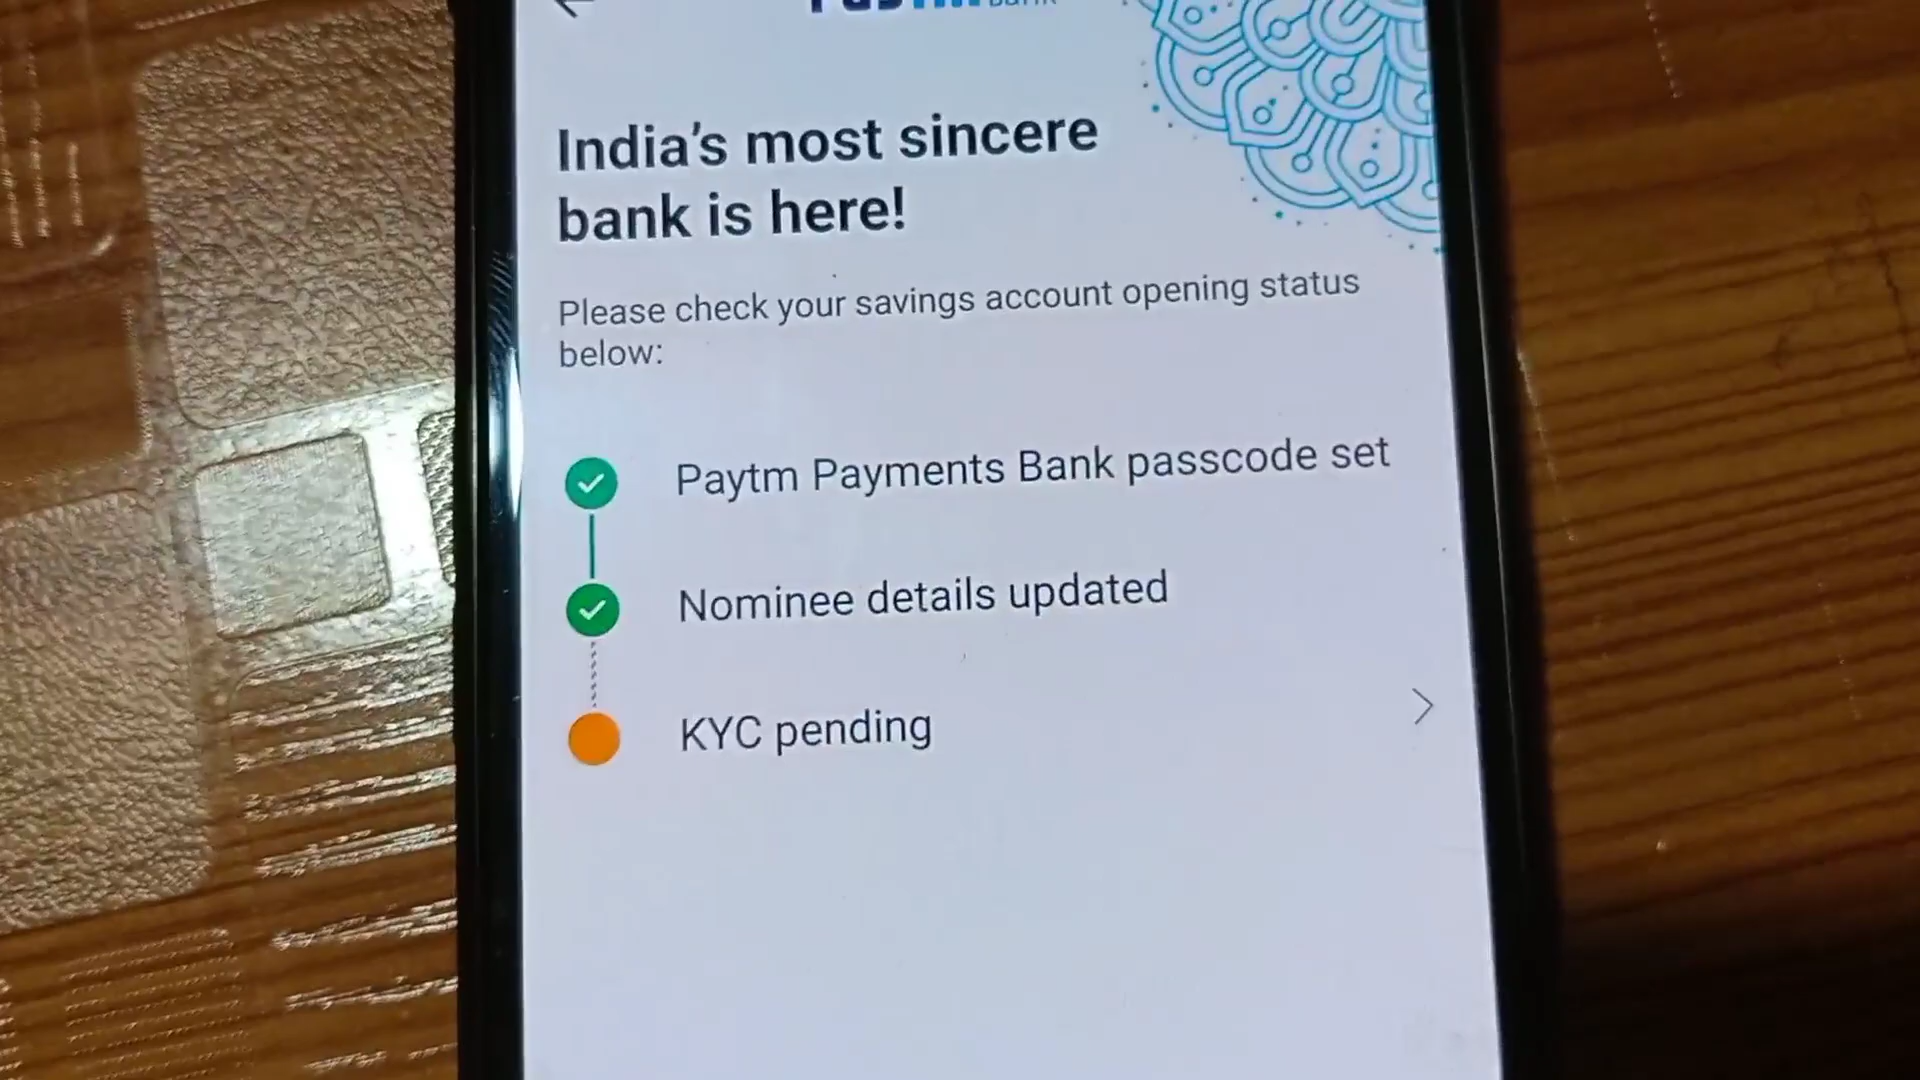 India's most sincere
bank is here!
Please check your savings account opening status
below:
Paytm Payments Bank passcode set
Nominee details updated
KYC pending